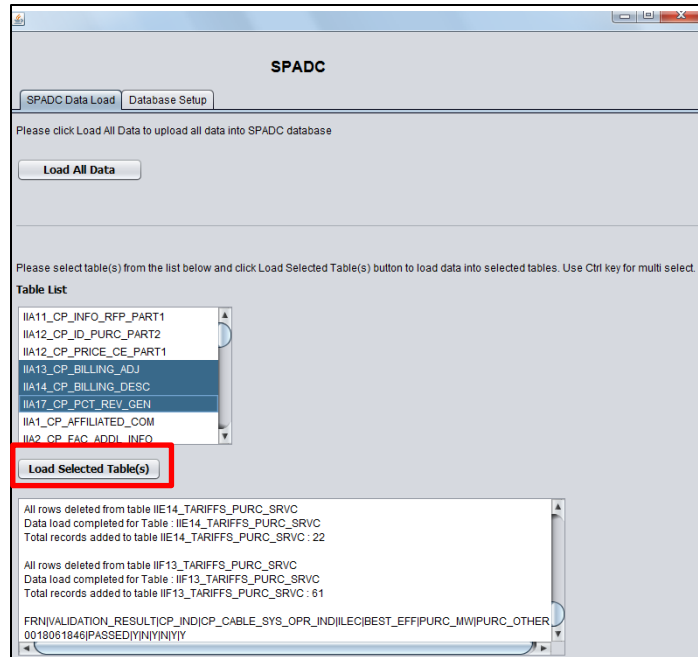 SPADC
SPADC Data Load
Database Setup
Please click Load All Data to upload all data into SPADC database
Load All Data
Please select table(s) from the list below and click Load Selected Table(s) button to load data into selected tables. Use Ctrl key for multi select.
Table List
IIA11_CP_INFO_RFP_PART1
IIA12_CP_ID_PURC_PART2
IIA12_CP_PRICE_CE_PART1
IIA13_CP_BILLING_ADJ
IIA14_CP_BILLING_DESC
IIA17_CP_PCT_REV_GEN
IIA1_CP_AFFILIATED_COM
IIA2_CP_FAC_ADDL_INFO
Load Selected Table(s)
All rows deleted from table IIE14_TARIFFS_PURC_SRVC
Data load completed for Table : IIE14_TARIFFS_PURC_SRVC
Total records added to table IIE14_TARIFFS_PURC_SRVC : 22
All rows deleted from table IIF13_TARIFFS_PURC_SRVC
Data load completed for Table : IIF13_TARIFFS_PURC_SRVC
Total records added to table IIF13_TARIFFS_PURC_SRVC : 61
FRN|VALIDATION_RESULT|CP_IND|CP_CABLE_SYS_OPR_IND|ILEC|BEST_EFF|PURC_MW|PURC_OTHER
0018061846|PASSED|Y|N|Y|N|Y|Y